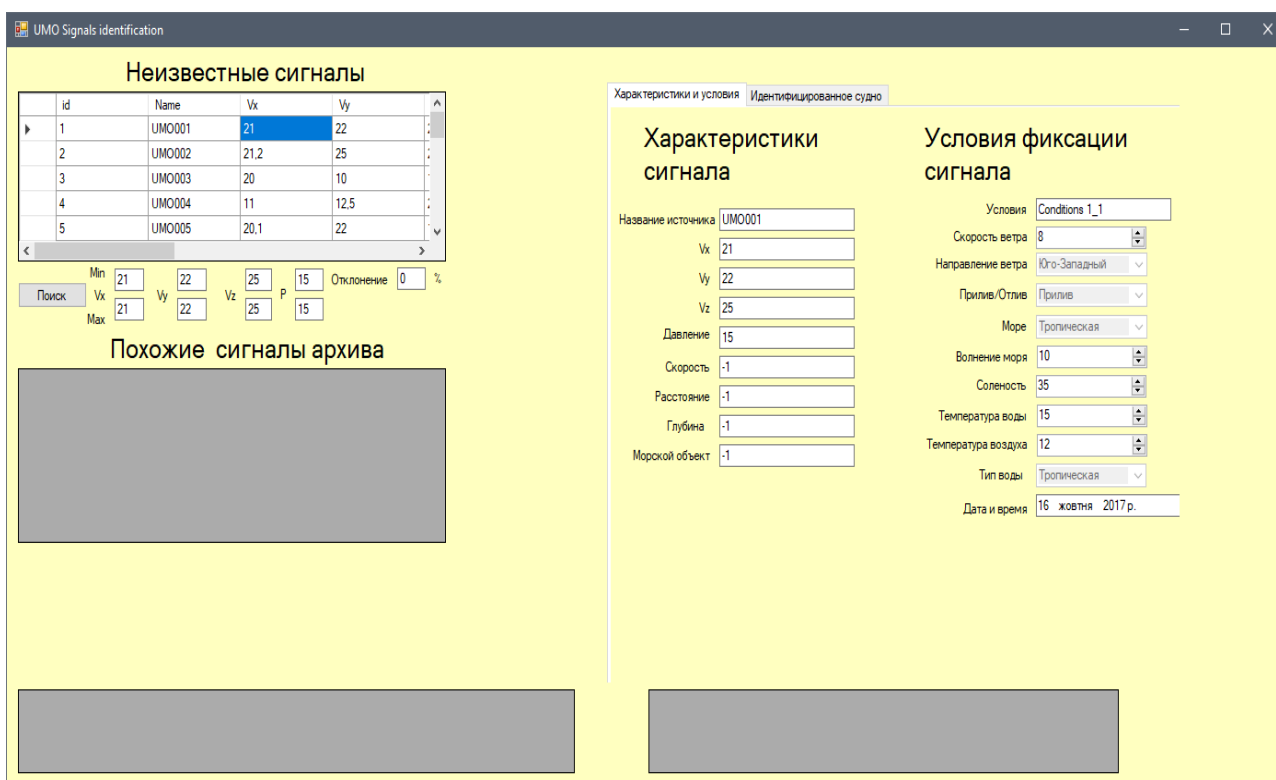 UMO Signals identification
Неизвестные сигналы
id Name Vx Vy
1 UMO001 21 22
2 UMO002 21,2 25
3 UMO003 20 10
4 UMO004 11 12,5
5 UMO005 20,1 22
Поиск
Min
Vx
Max
21
21
Vy
22
22
Vz
25
25
P
15
15
Отклонение 0 %
Похожие сигналы архива
Характеристики и условия Идентифицированное судно
Характеристики
сигнала
Название источника UMO001
Vx 21
Vy 22
Vz 25
Давление 15
Скорость -1
Расстояние -1
Глубина -1
Морской объект -1
Условия фиксации
сигнала
Условия Conditions 1_1
Скорость ветра 8
Направление ветра Юго-Западный
Прилив/Отлив Прилив
Море Тропическая
Волнение моря 10
Соленость 35
Температура воды 15
Температура воздуха 12
Тип воды Тропическая
Дата и время 16 жовтня 2017 р.